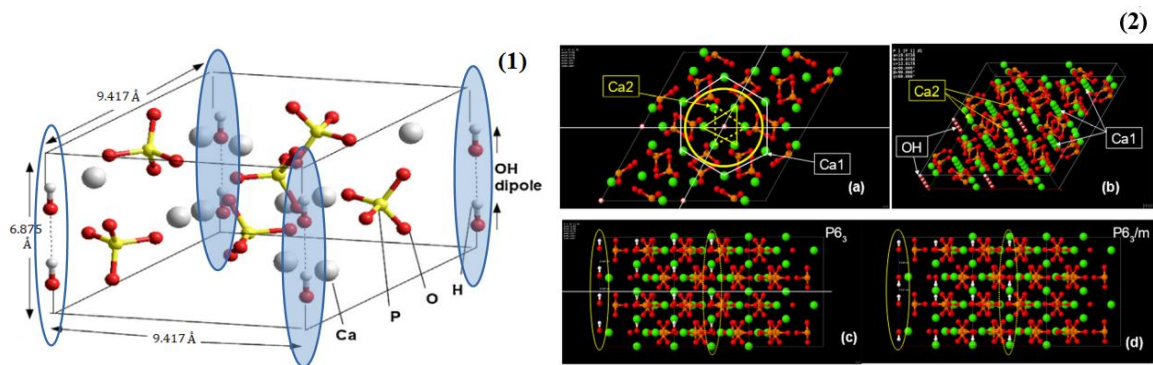 (1)
9.417 Å
6.875
Å
9.417 Å
OH
dipole
H
O
P
Ca
(2)
Ca2
Ca1
(a)
Ca2
OH
Ca1
(b)
P6₃
(c)
P6₃/m
(d)